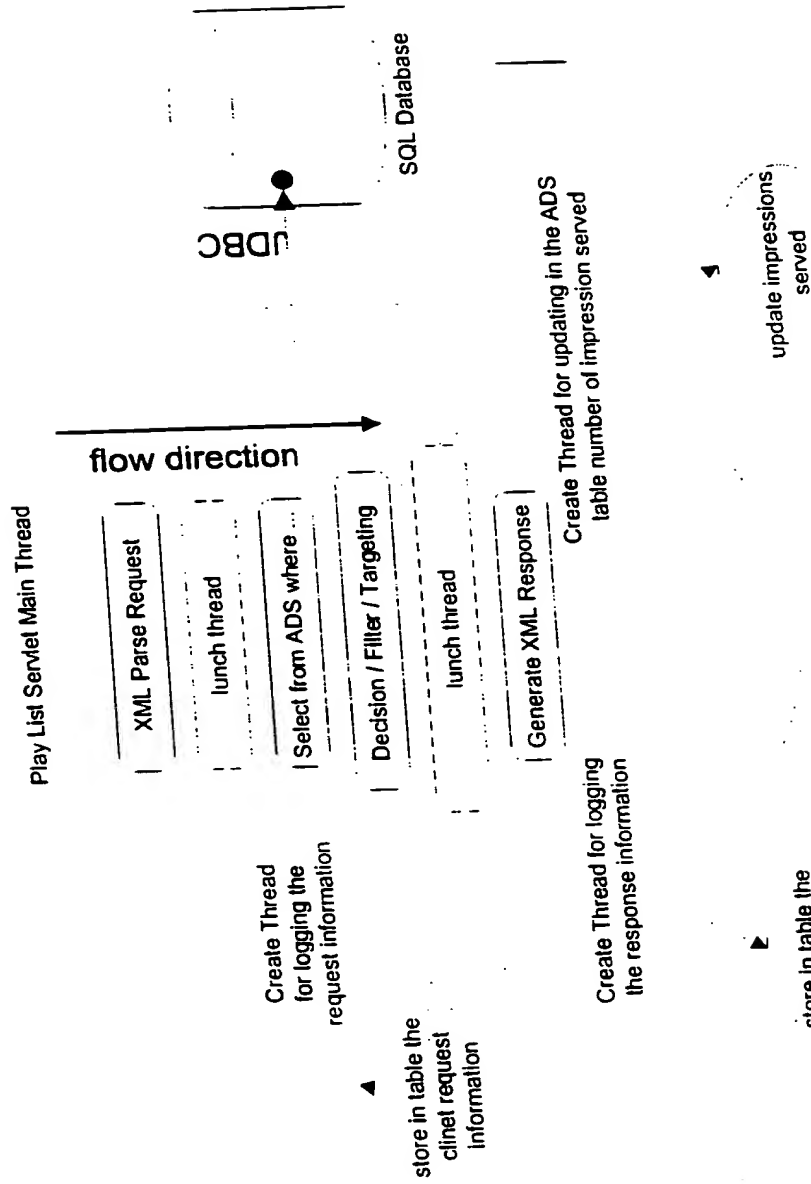 Play List Servlet Main Thread
XML Parse Request
flow direction
lunch thread
JDBC
SQL Database
Select from ADS where ...
Create Thread
for logging the
request information
Decision / Filter / Targeting
store in table the
clinet request
information
lunch thread
Generate XML Response
Create Thread for updating in the ADS
table number of impression served
Create Thread for logging
the response information
update impressions
served
store in table the